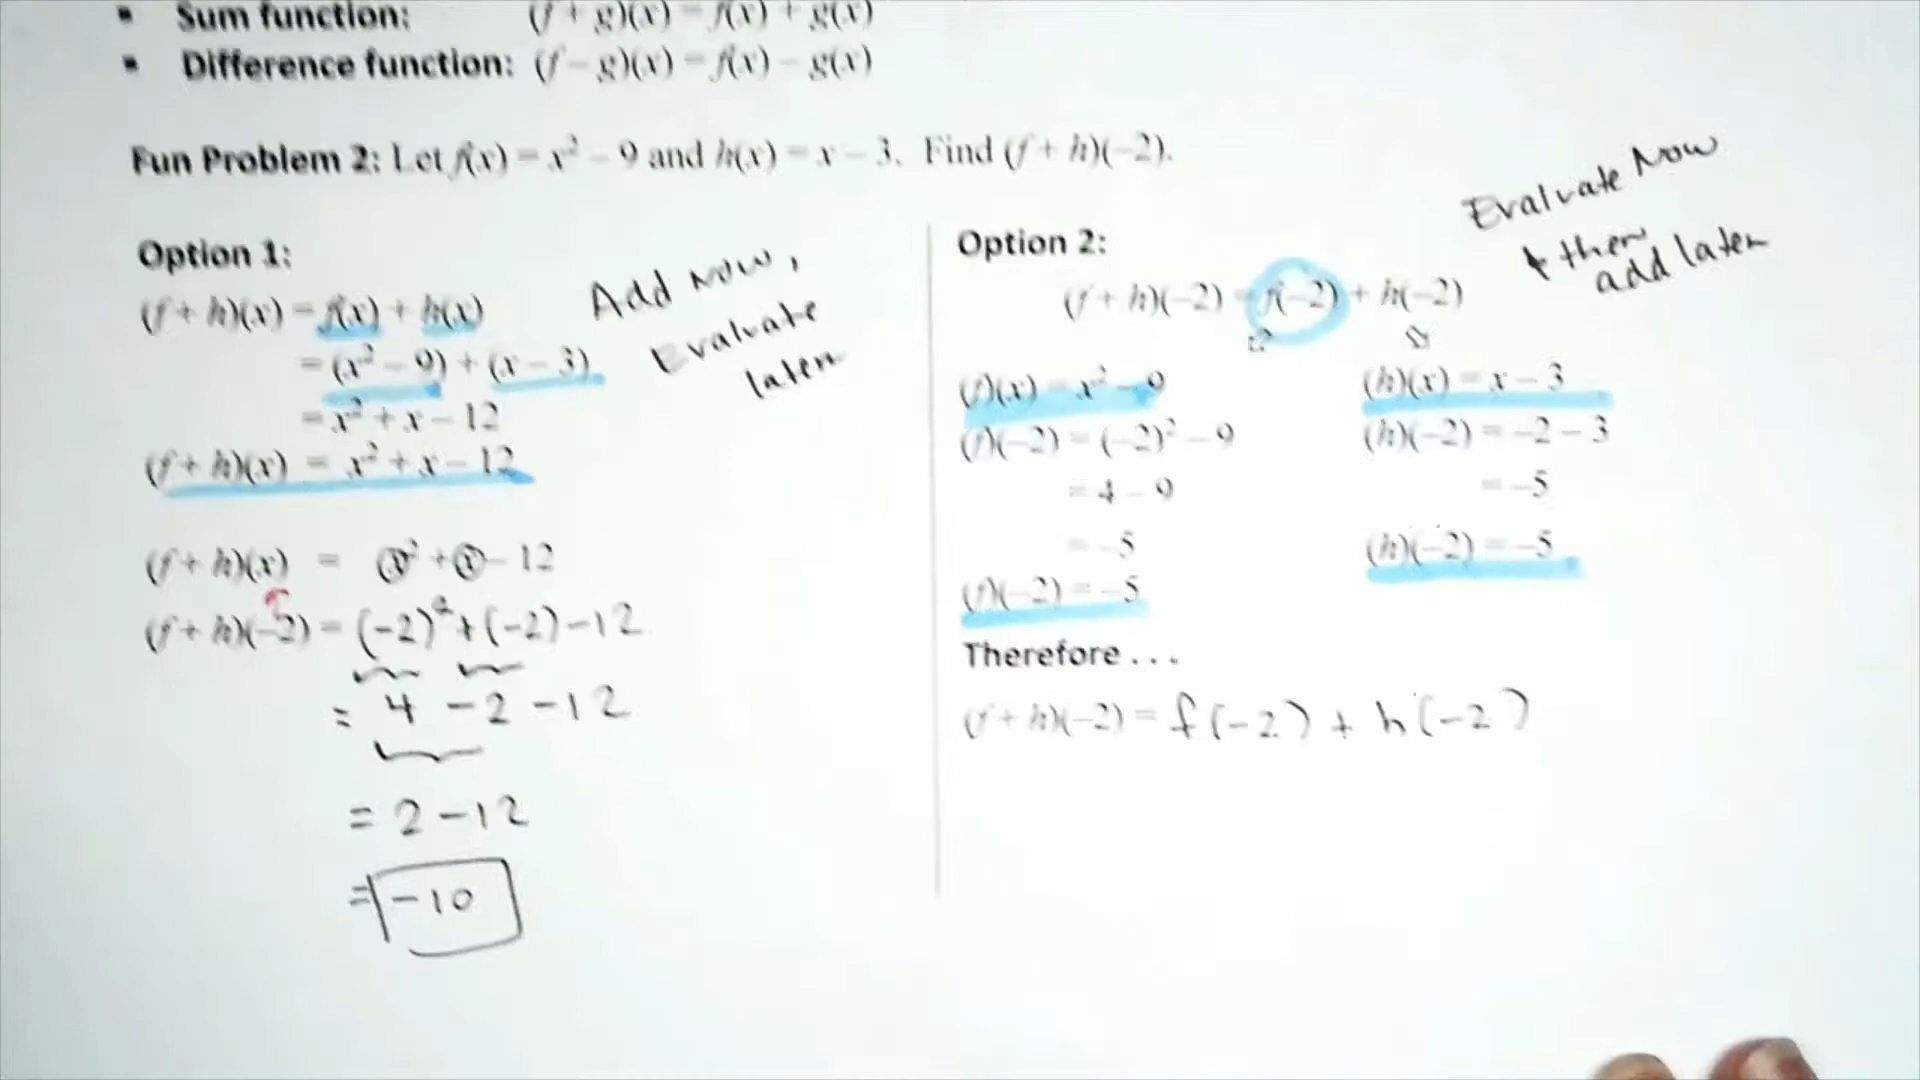 ▪ Sum function: (f + g)(x) = f(x) + g(x)
▪ Difference function: (f – g)(x) = f(x) – g(x)
Fun Problem 2: Let f(x) = x² – 9 and h(x) = x – 3. Find (f + h)(–2).
Option 1:
Add now,
Evaluate
later
(f + h)(x) = f(x) + h(x)
= (x² – 9) + (x – 3)
= x² + x – 12
(f + h)(x) = x² + x – 12
(f + h)(x) = x² + x – 12
(f + h)(–2) = (-2)² + (-2) - 12
= 4 - 2 - 12
= 2 - 12
= -10
Option 2:
Evaluate Now
& then
add later
(f + h)(–2) = f(–2) + h(–2)
(f)(x) = x² – 9
(f)(–2) = (–2)² – 9
= 4 – 9
= –5
(f)(–2) = –5
(h)(x) = x – 3
(h)(–2) = –2 – 3
= –5
(h)(–2) = –5
Therefore . . .
(f + h)(–2) = f(-2) + h(-2)